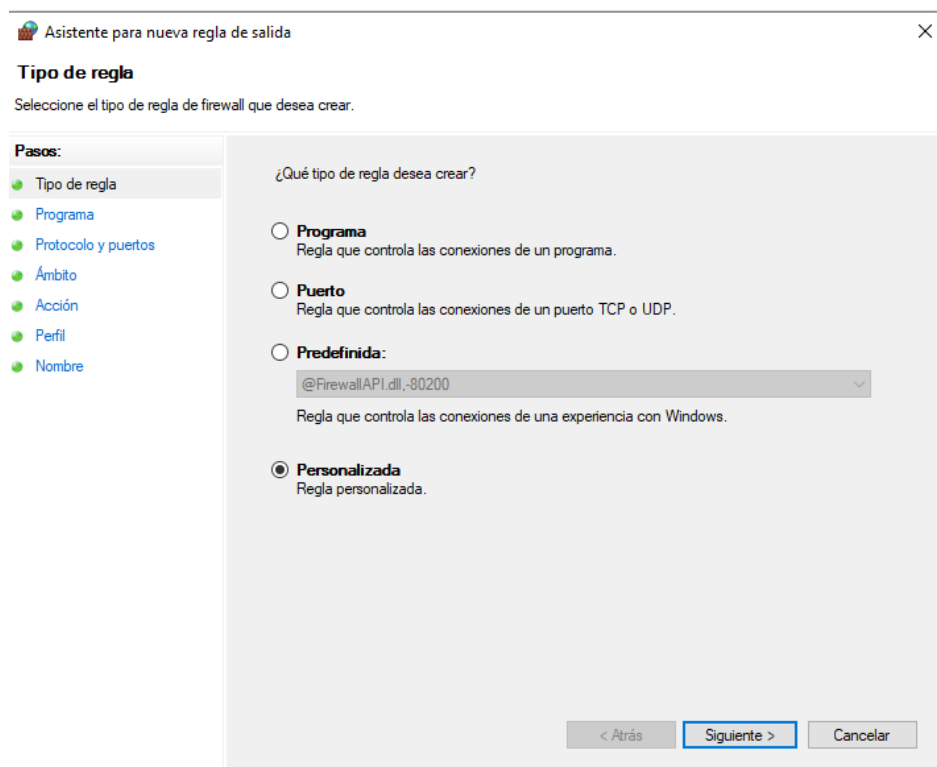 Asistente para nueva regla de salida
Tipo de regla
Seleccione el tipo de regla de firewall que desea crear.
Pasos:
Tipo de regla
Programa
Protocolo y puertos
Ámbito
Acción
Perfil
Nombre
¿Qué tipo de regla desea crear?
Programa
Regla que controla las conexiones de un programa.
Puerto
Regla que controla las conexiones de un puerto TCP o UDP.
Predefinida:
@FirewallAPI.dll,-80200
Regla que controla las conexiones de una experiencia con Windows.
Personalizada
Regla personalizada.
< Atrás
Siguiente >
Cancelar